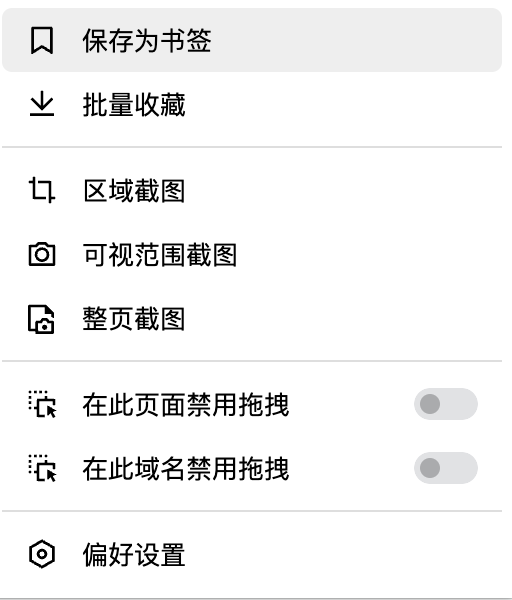 保存为书签
批量收藏
区域截图
可视范围截图
整页截图
在此页面禁用拖拽
在此域名禁用拖拽
偏好设置